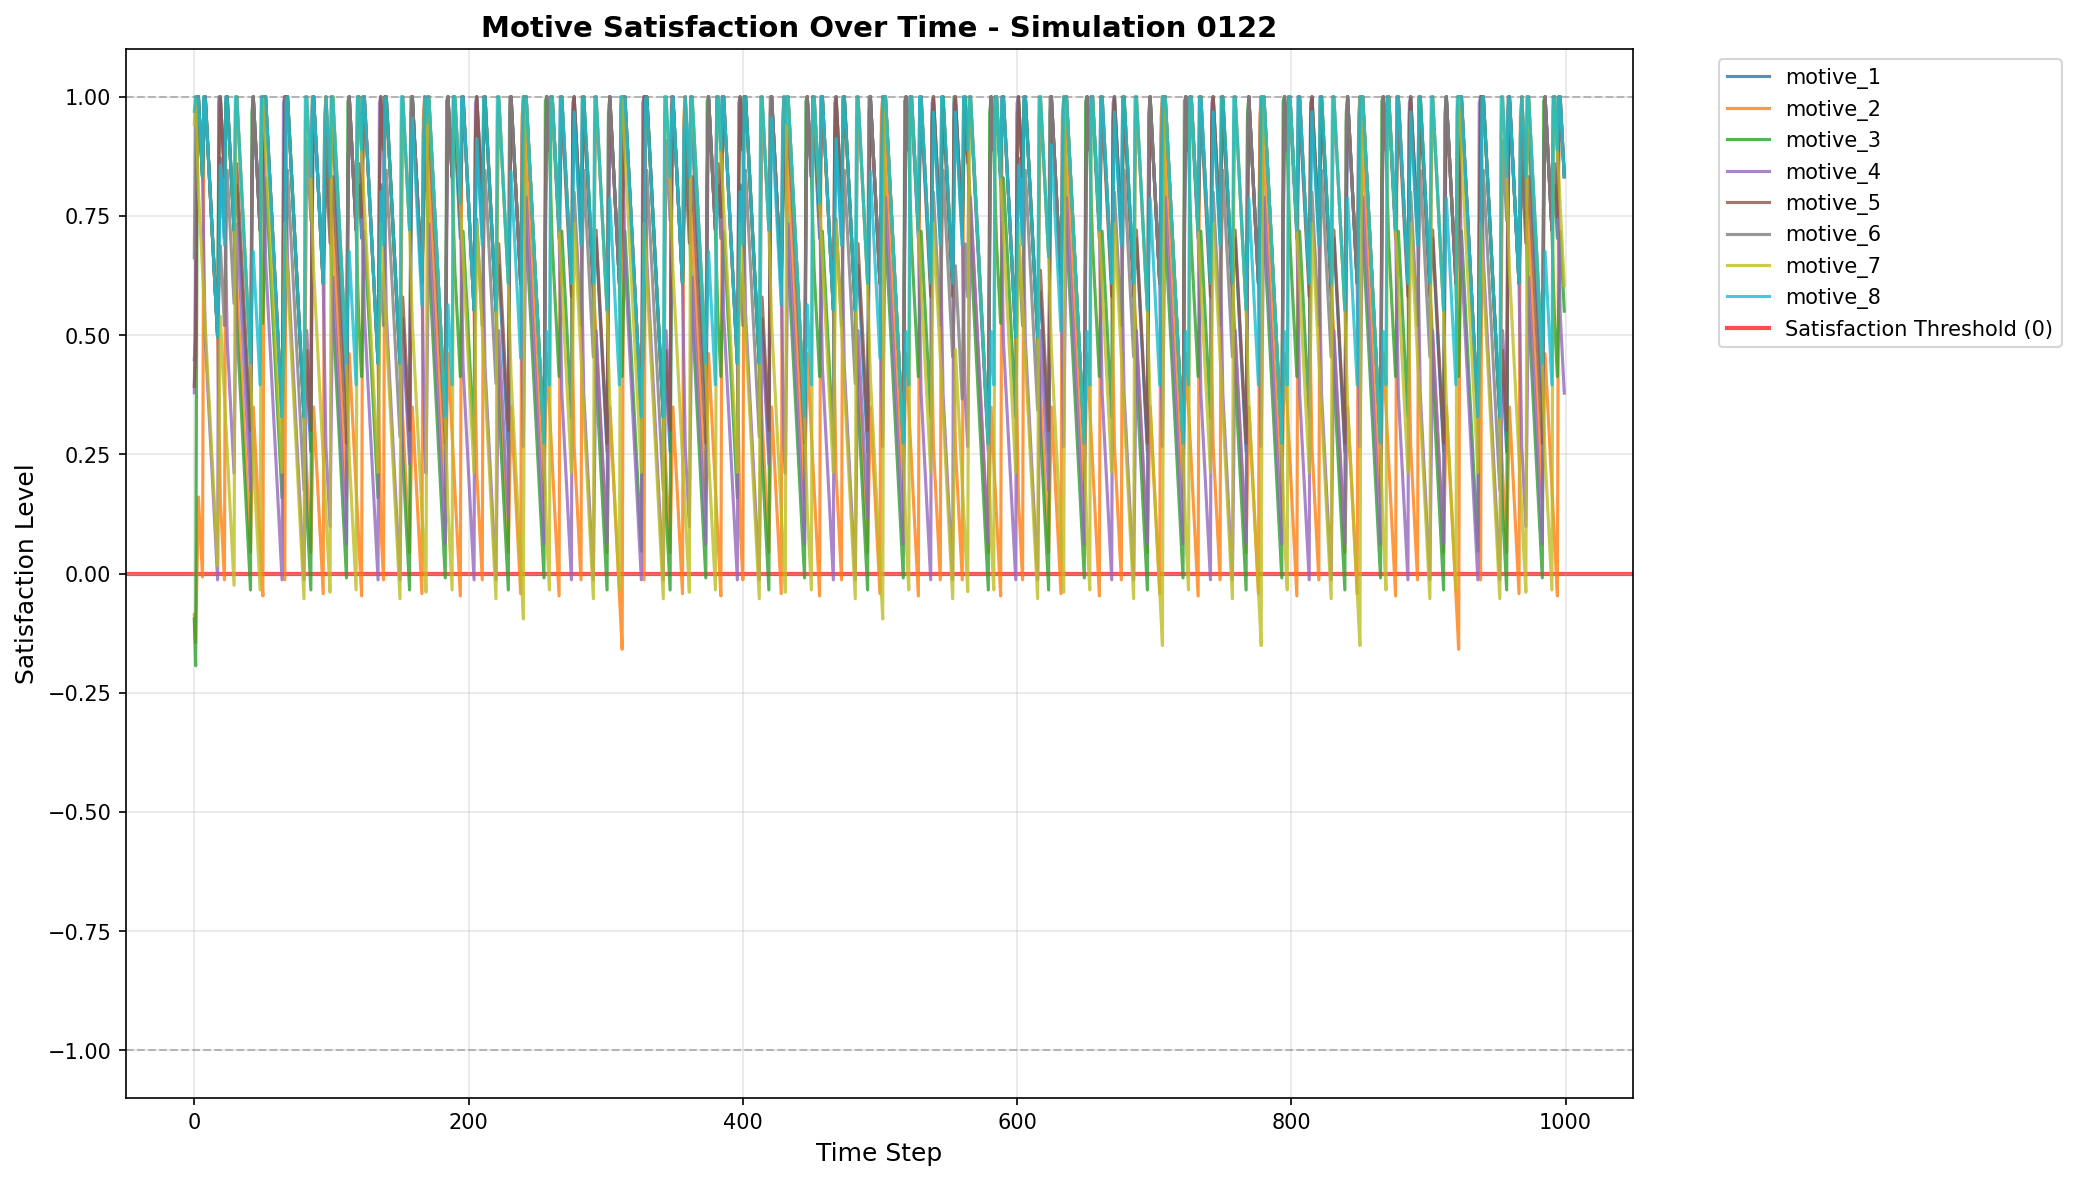 Motive Satisfaction Over Time - Simulation 0122
Satisfaction Level
1.00
0.75
0.50
0.25
0.00
−0.25
−0.50
−0.75
−1.00
0
200
400
600
800
1000
Time Step
motive_1
motive_2
motive_3
motive_4
motive_5
motive_6
motive_7
motive_8
Satisfaction Threshold (0)